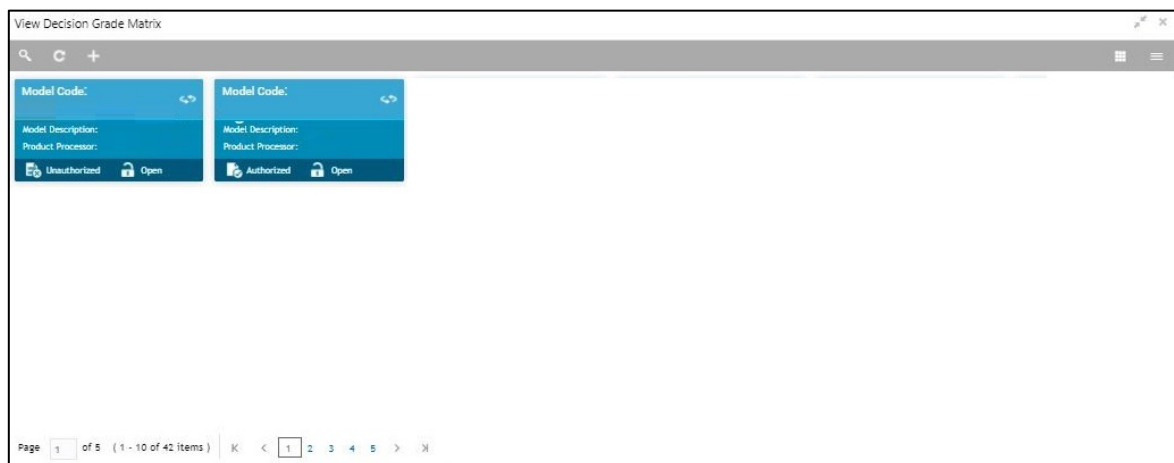 View Decision Grade Matrix
Model Code:
Model Description:
Product Processor:
Unauthorized Open
Model Code:
Model Description:
Product Processor:
Authorized Open
Page 1 of 5 ( 1 - 10 of 42 items ) K < 1 2 3 4 5 > Ʞ